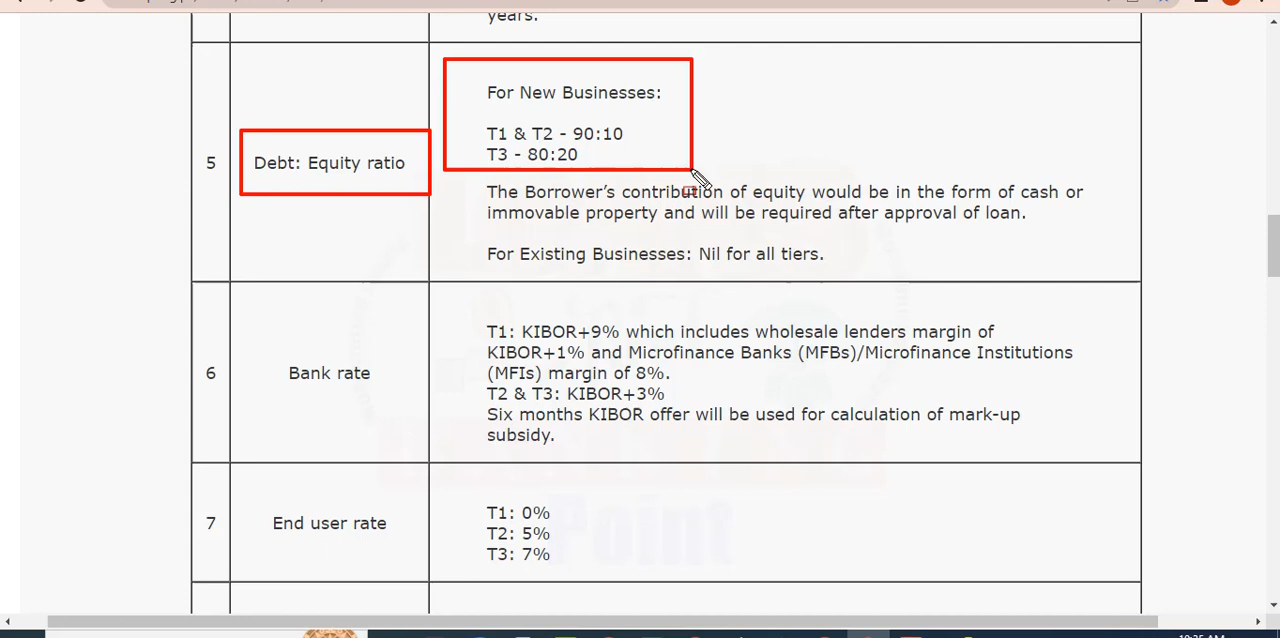 years.
5
Debt: Equity ratio
For New Businesses:
T1 & T2 - 90:10
T3 - 80:20
The Borrower's contribution of equity would be in the form of cash or
immovable property and will be required after approval of loan.
For Existing Businesses: Nil for all tiers.
6
Bank rate
T1: KIBOR+9% which includes wholesale lenders margin of
KIBOR+1% and Microfinance Banks (MFBs)/Microfinance Institutions
(MFIs) margin of 8%.
T2 & T3: KIBOR+3%
Six months KIBOR offer will be used for calculation of mark-up
subsidy.
7
End user rate
T1: 0%
T2: 5%
T3: 7%
Point